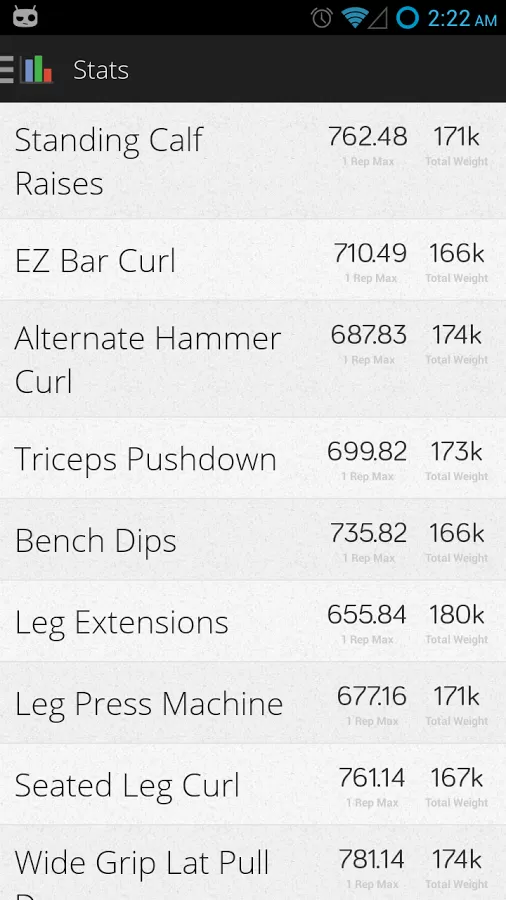 2:22 AM
Stats
Standing Calf
Raises
762.48 171k
1 Rep Max Total Weight
EZ Bar Curl
710.49 166k
1 Rep Max Total Weight
Alternate Hammer
Curl
687.83 174k
1 Rep Max Total Weight
Triceps Pushdown
699.82 173k
1 Rep Max Total Weight
Bench Dips
735.82 166k
1 Rep Max Total Weight
Leg Extensions
655.84 180k
1 Rep Max Total Weight
Leg Press Machine
677.16 171k
1 Rep Max Total Weight
Seated Leg Curl
761.14 167k
1 Rep Max Total Weight
Wide Grip Lat Pull
781.14 174k
1 Rep Max Total Weight